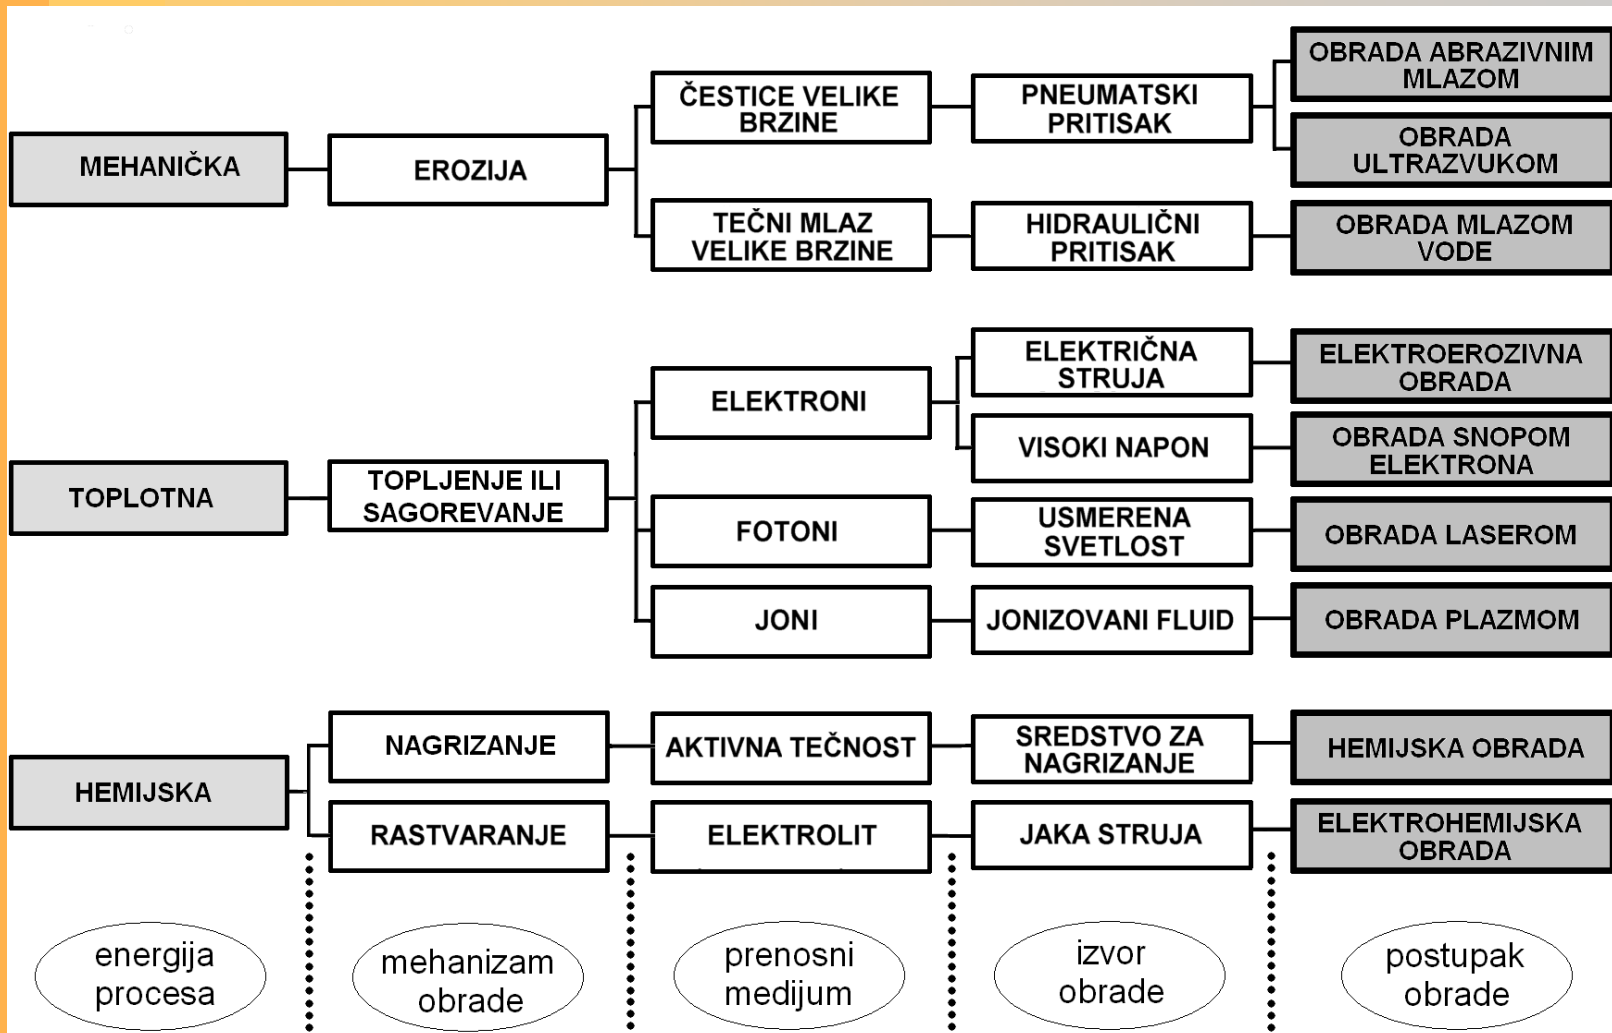 MEHANIČKA
EROZIJA
ČESTICE VELIKE
BRZINE
PNEUMATSKI
PRITISAK
OBRADA ABRAZIVNIM
MLAZOM
OBRADA
ULTRAZVUKOM
TEČNI MLAZ
VELIKE BRZINE
HIDRAULIČNI
PRITISAK
OBRADA MLAZOM
VODE
TOPLOTNA
TOPLJENJE ILI
SAGOREVANJE
ELEKTRONI
ELEKTRIČNA
STRUJA
ELEKTROEROZIVNA
OBRADA
VISOKI NAPON
OBRADA SNOPOM
ELEKTRONA
FOTONI
USMERENA
SVETLOST
OBRADA LASEROM
JONI
JONIZOVANI FLUID
OBRADA PLAZMOM
HEMIJSKA
NAGRIZANJE
AKTIVNA TEČNOST
SREDSTVO ZA
NAGRIZANJE
HEMIJSKA OBRADA
RASTVARANJE
ELEKTROLIT
JAKA STRUJA
ELEKTROHEMIJSKA
OBRADA
energija
procesa
mehanizam
obrade
prenosni
medijum
izvor
obrade
postupak
obrade